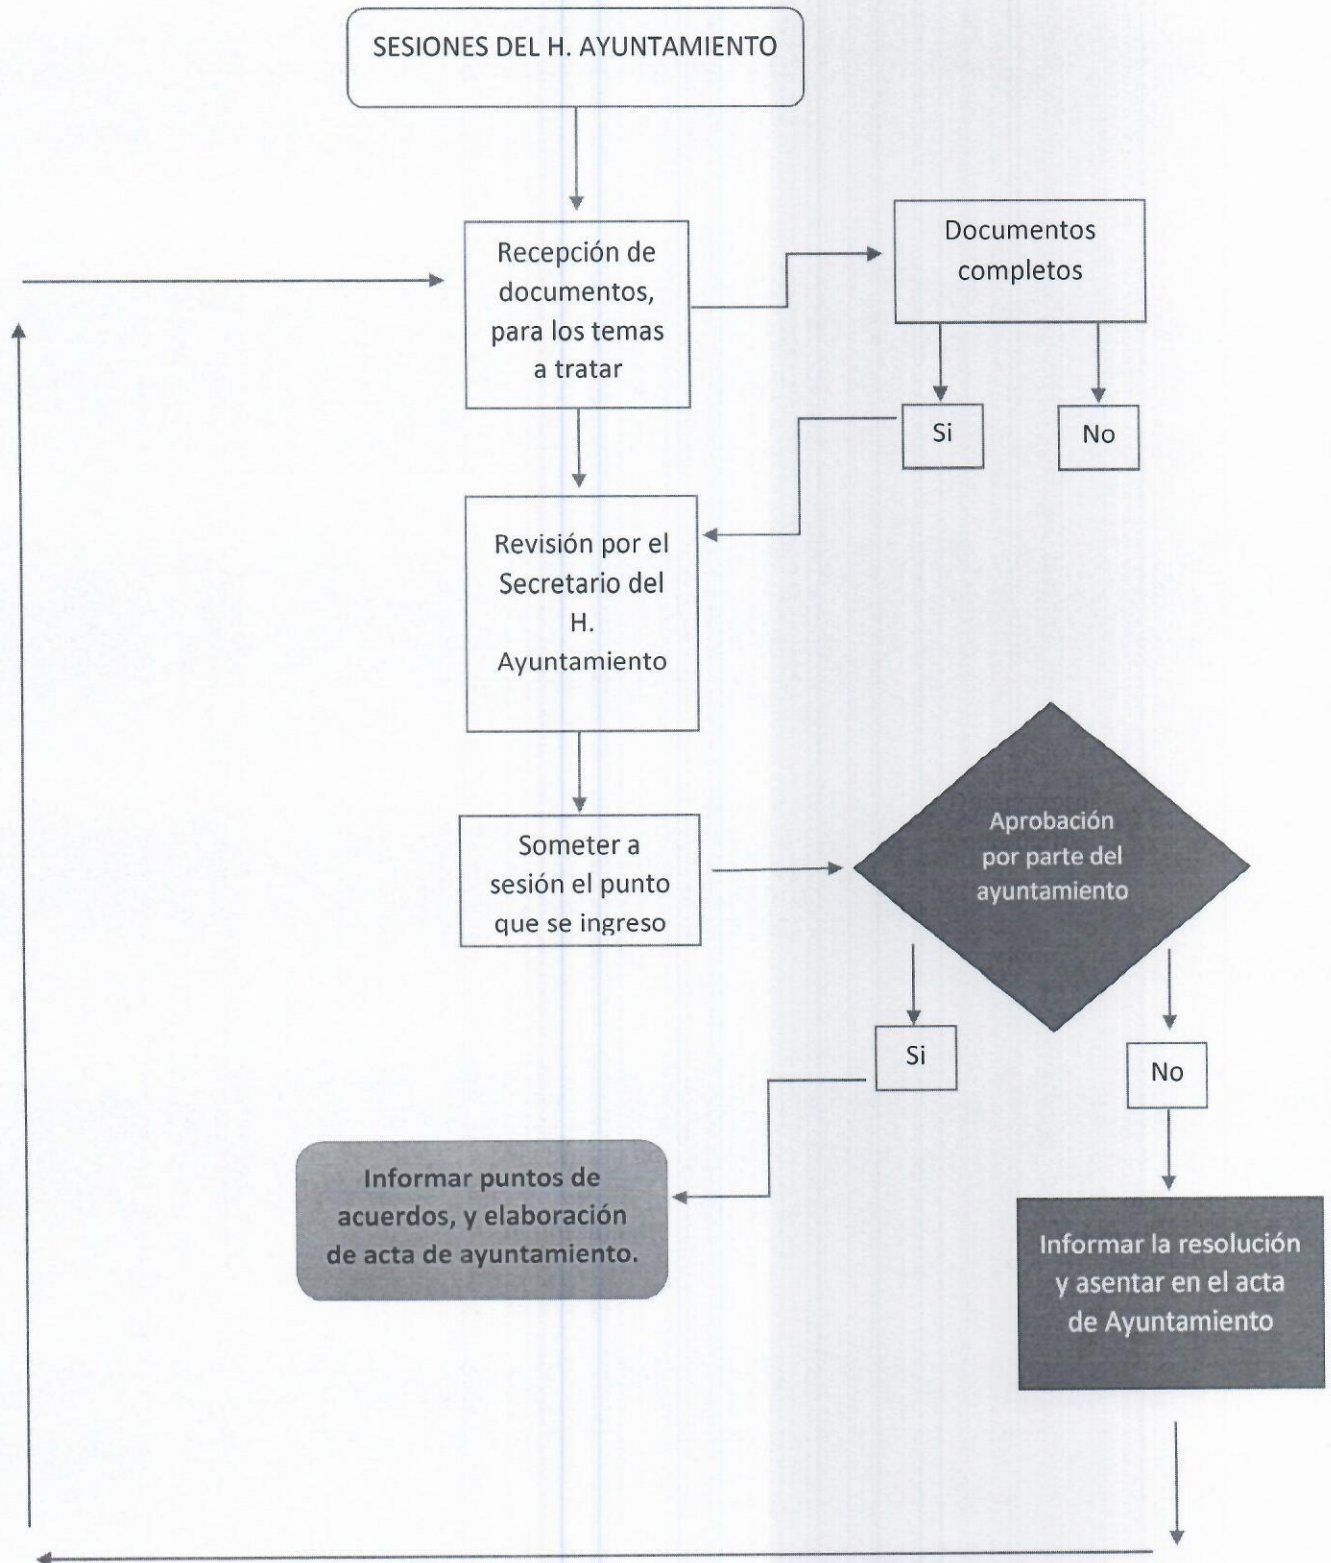 SESIONES DEL H. AYUNTAMIENTO
Recepción de
documentos,
para los temas
a tratar
Documentos
completos
Si
No
Revisión por el
Secretario del
H.
Ayuntamiento
Someter a
sesión el punto
que se ingreso
Aprobación
por parte del
ayuntamiento
Si
No
Informar puntos de
acuerdos, y elaboración
de acta de ayuntamiento.
Informar la resolución
y asentar en el acta
de Ayuntamiento